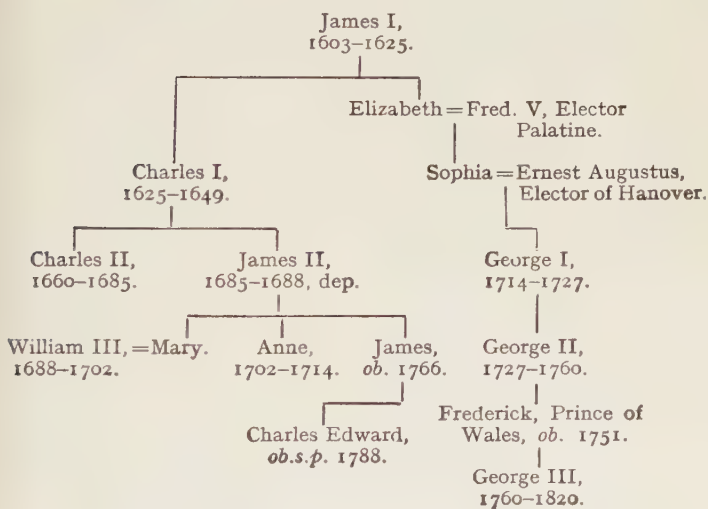 James I,
1603–1625.
Elizabeth = Fred. V, Elector
Palatine.
Charles I,
1625–1649.
Sophia = Ernest Augustus,
Elector of Hanover.
Charles II,
1660–1685.
James II,
1685–1688, dep.
George I,
1714–1727.
William III, = Mary.
1688–1702.
Anne,
1702–1714.
James,
ob. 1766.
George II,
1727–1760.
Charles Edward,
ob.s.p. 1788.
Frederick, Prince of
Wales, ob. 1751.
George III,
1760–1820.